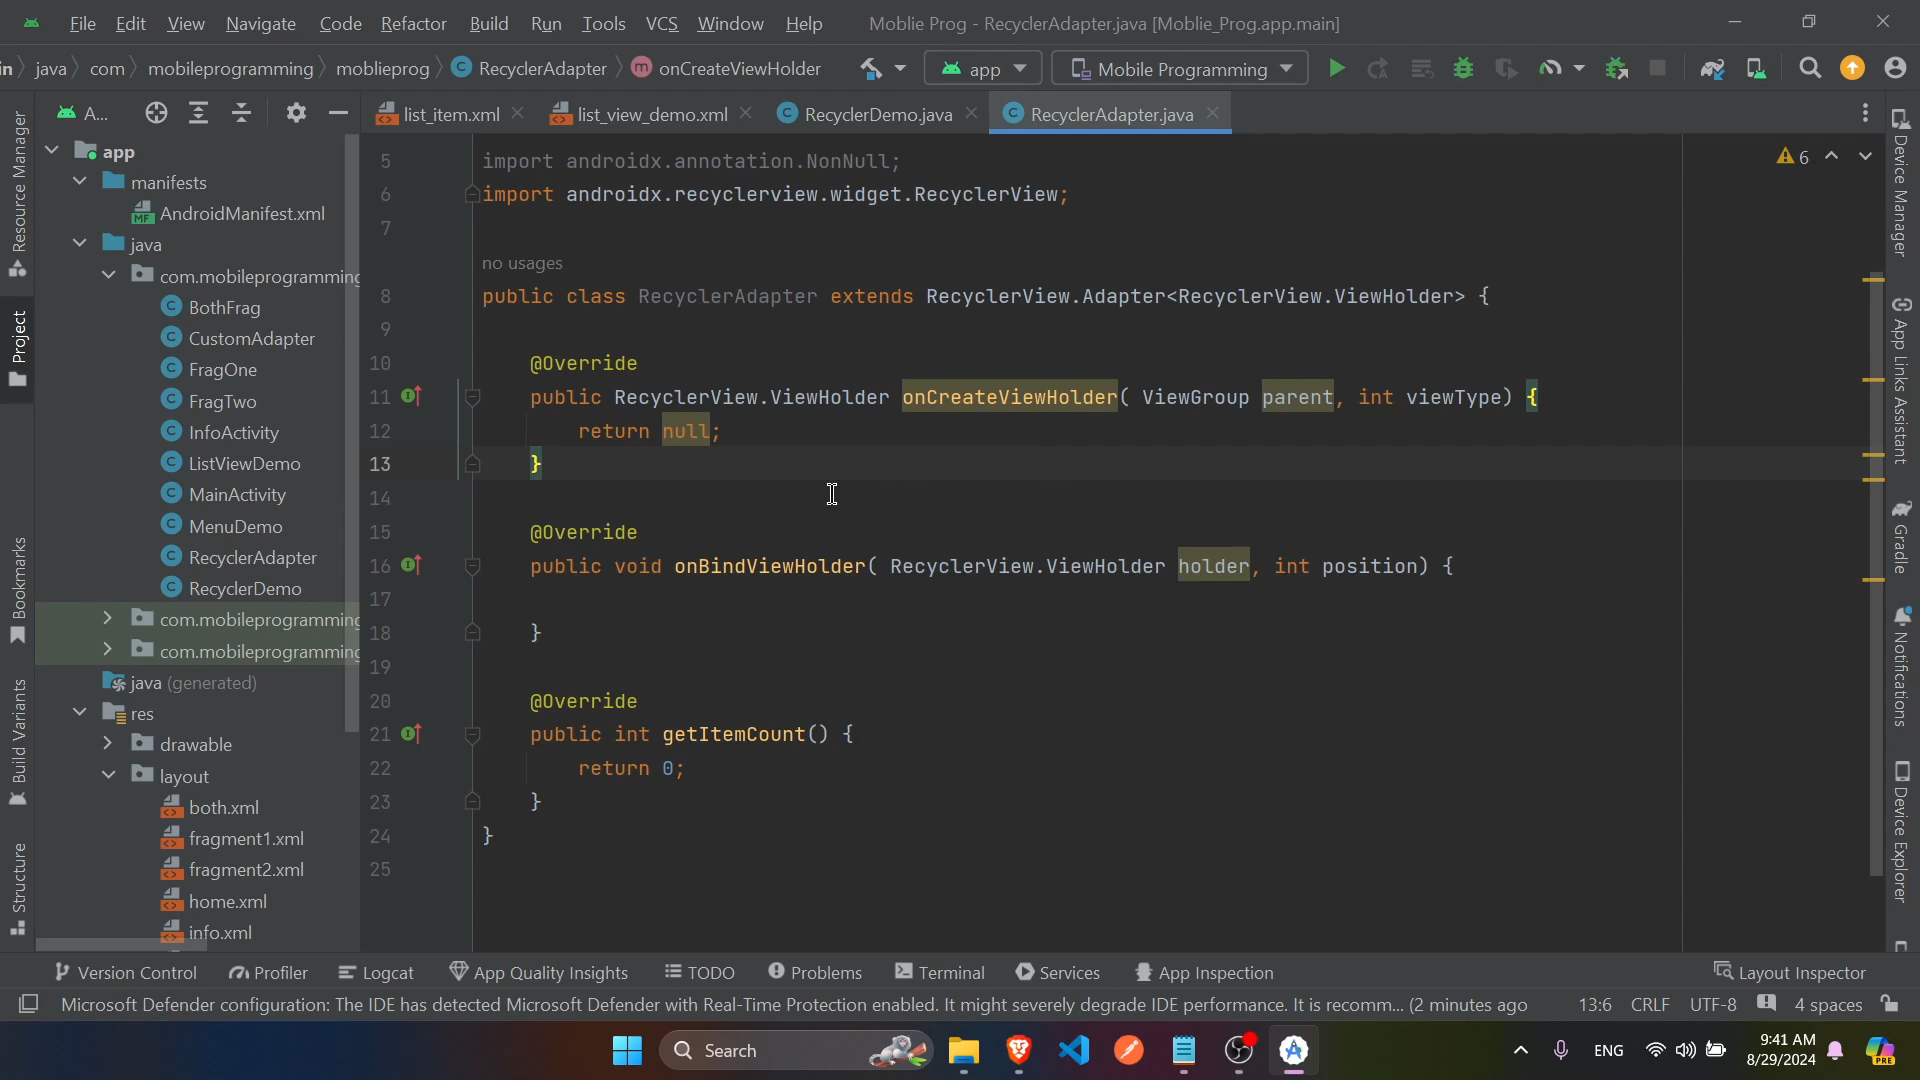 File Edit View Navigate Code Refactor Build Run Tools VCS Window Help Moblie Prog - RecyclerAdapter.java [Moblie_Prog.app.main]
in java com mobileprogramming moblieprog RecyclerAdapter onCreateViewHolder app Mobile Programming
A... list_item.xml list_view_demo.xml RecyclerDemo.java RecyclerAdapter.java
Resource Manager
Project
Bookmarks
Build Variants
Structure
app
manifests
AndroidManifest.xml
java
com.mobileprogramming
BothFrag
CustomAdapter
FragOne
FragTwo
InfoActivity
ListViewDemo
MainActivity
MenuDemo
RecyclerAdapter
RecyclerDemo
com.mobileprogramming
com.mobileprogramming
java (generated)
res
drawable
layout
both.xml
fragment1.xml
fragment2.xml
home.xml
info.xml
5 import androidx.annotation.NonNull;
6 import androidx.recyclerview.widget.RecyclerView;
7
no usages
8 public class RecyclerAdapter extends RecyclerView.Adapter<RecyclerView.ViewHolder> {
9
10 @Override
11 public RecyclerView.ViewHolder onCreateViewHolder( ViewGroup parent, int viewType) {
12 return null;
13 }
14
15 @Override
16 public void onBindViewHolder( RecyclerView.ViewHolder holder, int position) {
17
18 }
19
20 @Override
21 public int getItemCount() {
22 return 0;
23 }
24 }
25
6
Device Manager
App Links Assistant
Gradle
Notifications
Device Explorer
Version Control Profiler Logcat App Quality Insights TODO Problems Terminal Services App Inspection Layout Inspector
Microsoft Defender configuration: The IDE has detected Microsoft Defender with Real-Time Protection enabled. It might severely degrade IDE performance. It is recomm... (2 minutes ago 13:6 CRLF UTF-8 4 spaces
Search ENG 9:41 AM
8/29/2024
PRE